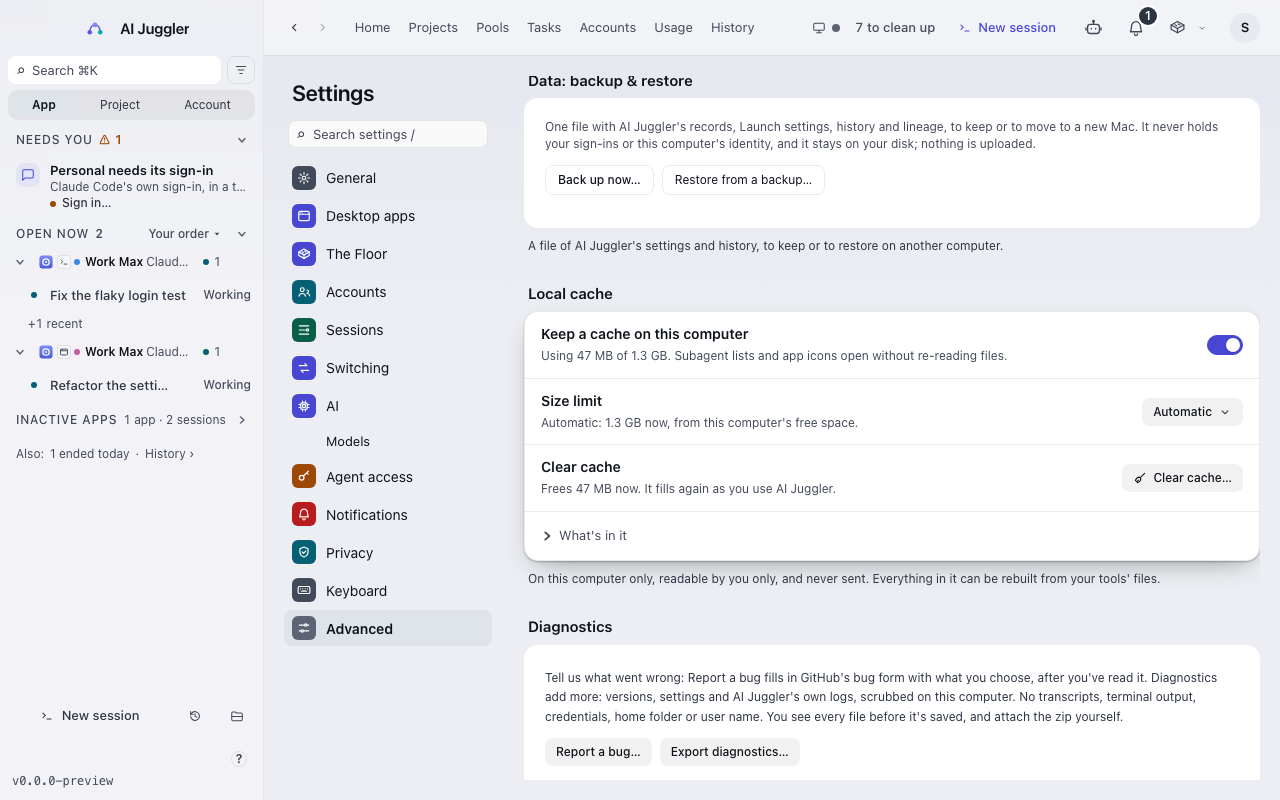 AI Juggler
Search ⌘K
App Project Account
NEEDS YOU 1
Personal needs its sign-in
Claude Code's own sign-in, in a t...
Sign in...
OPEN NOW 2 Your order
Work Max Claud... 1
Fix the flaky login test Working
+1 recent
Work Max Claud... 1
Refactor the setti... Working
INACTIVE APPS 1 app · 2 sessions
Also: 1 ended today · History ›
New session
?
v0.0.0-preview
Home Projects Pools Tasks Accounts Usage History
7 to clean up
New session
1
S
Settings
Search settings /
General
Desktop apps
The Floor
Accounts
Sessions
Switching
AI
Models
Agent access
Notifications
Privacy
Keyboard
Advanced
Data: backup & restore
One file with AI Juggler's records, Launch settings, history and lineage, to keep or to move to a new Mac. It never holds
your sign-ins or this computer's identity, and it stays on your disk; nothing is uploaded.
Back up now... Restore from a backup...
A file of AI Juggler's settings and history, to keep or to restore on another computer.
Local cache
Keep a cache on this computer
Using 47 MB of 1.3 GB. Subagent lists and app icons open without re-reading files.
Size limit
Automatic: 1.3 GB now, from this computer's free space.
Automatic
Clear cache
Frees 47 MB now. It fills again as you use AI Juggler.
Clear cache...
What's in it
On this computer only, readable by you only, and never sent. Everything in it can be rebuilt from your tools' files.
Diagnostics
Tell us what went wrong: Report a bug fills in GitHub's bug form with what you choose, after you've read it. Diagnostics
add more: versions, settings and AI Juggler's own logs, scrubbed on this computer. No transcripts, terminal output,
credentials, home folder or user name. You see every file before it's saved, and attach the zip yourself.
Report a bug... Export diagnostics...